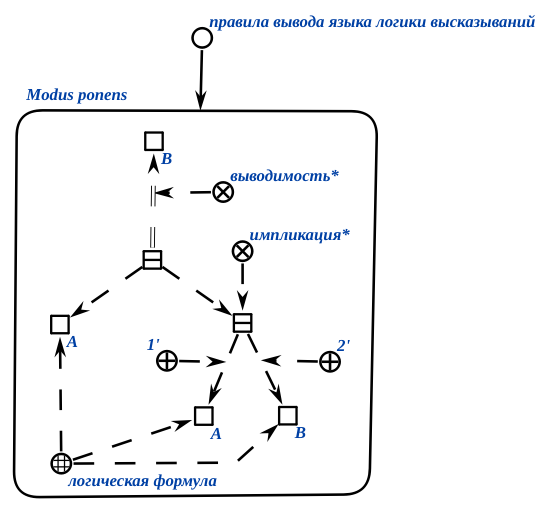 правила вывода языка логики высказываний
Modus ponens
B
выводимость*
импликация*
A
1'
2'
A
B
логическая формула